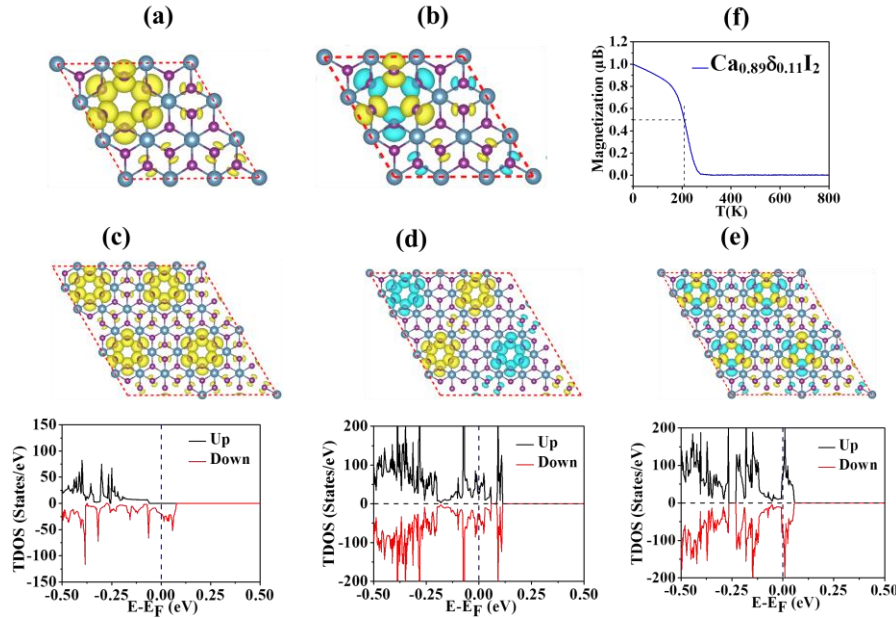 (a)
(b)
(f)
1.2
1.0
0.8
0.6
0.4
0.2
0.0
Magnetization (μB)
Ca0.89δ0.11I2
0 200 400 600 800
T(K)
(c)
(d)
(e)
150
100
75
50
25
0
-50
-100
-150
TDOS (States/eV)
Up
Down
-0.50 -0.25 0.00 0.25 0.50
E-EF (eV)
200
100
0
-100
-200
TDOS (States/eV)
Up
Down
-0.50 -0.25 0.00 0.25 0.50
E-EF (eV)
200
100
0
-100
-200
TDOS (States/eV)
Up
Down
-0.50 -0.25 0.00 0.25 0.50
E-EF (eV)